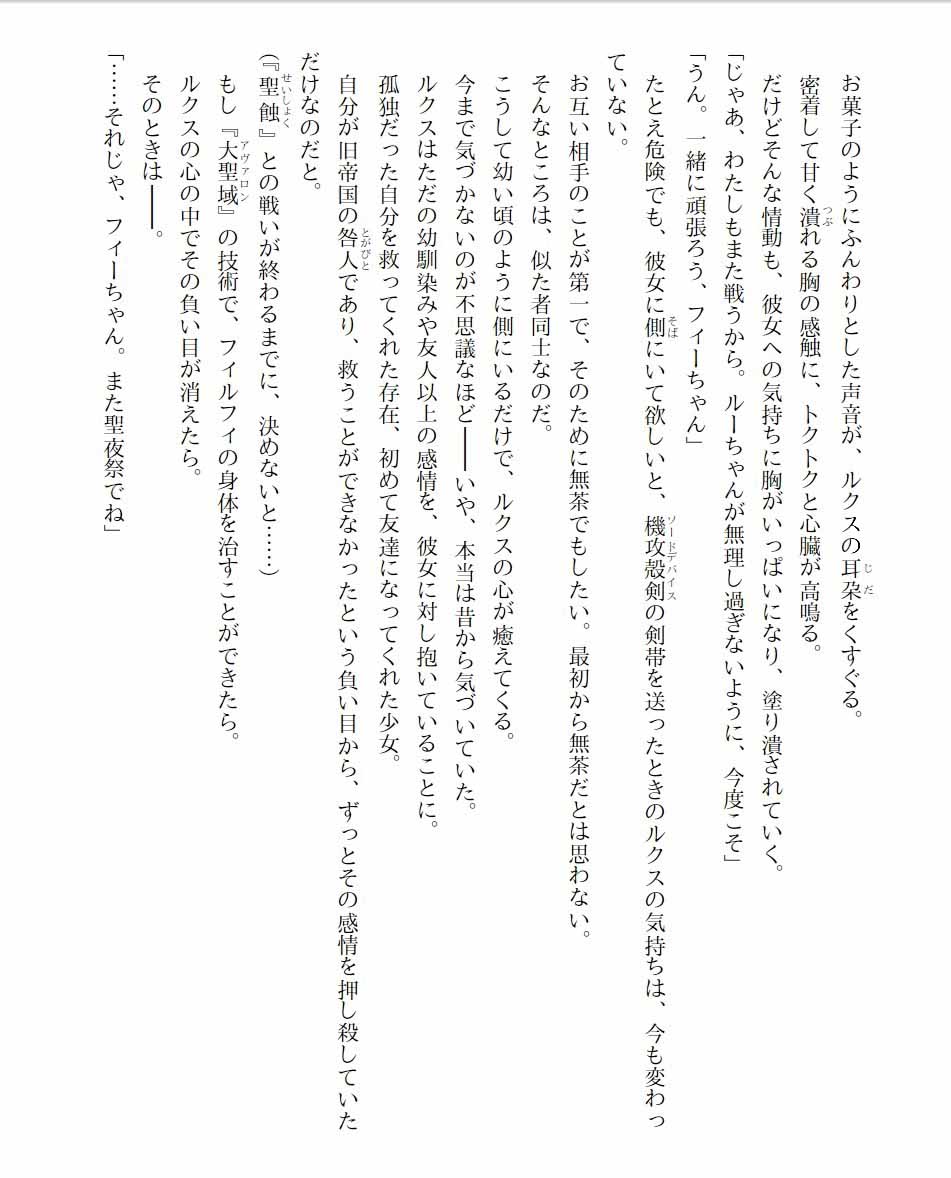 お菓子のようにふんわりとした声音が、ルクスの耳朶をくすぐる。
密着して甘く潰れる胸の感触に、トクトクと心臓が高鳴る。
だけどそんな情動も、彼女への気持ちに胸がいっぱいになり、塗り潰されていく。
「じゃあ、わたしもまた戦うから。ルーちゃんが無理し過ぎないように、今度こそ」
「うん。一緒に頑張ろう、フィーちゃん」
たとえ危険でも、彼女に側にいて欲しいと、機攻殻剣の剣帯を送ったときのルクスの気持ちは、今も変わっ
ていない。
お互い相手のことが第一で、そのために無茶でもしたい。最初から無茶だとは思わない。
そんなところは、似た者同士なのだ。
こうして幼い頃のように側にいるだけで、ルクスの心が癒えてくる。
今まで気づかないのが不思議なほど――いや、本当は昔から気づいていた。
ルクスはただの幼馴染みや友人以上の感情を、彼女に対し抱いていることに。
孤独だった自分を救ってくれた存在、初めて友達になってくれた少女。
自分が旧帝国の咎人であり、救うことができなかったという負い目から、ずっとその感情を押し殺していた
だけなのだと。
(『聖蝕』との戦いが終わるまでに、決めないと……)
もし『大聖域』の技術で、フィルフィの身体を治すことができたら。
ルクスの心の中でその負い目が消えたら。
そのときは――。
「……それじゃ、フィーちゃん。また聖夜祭でね」